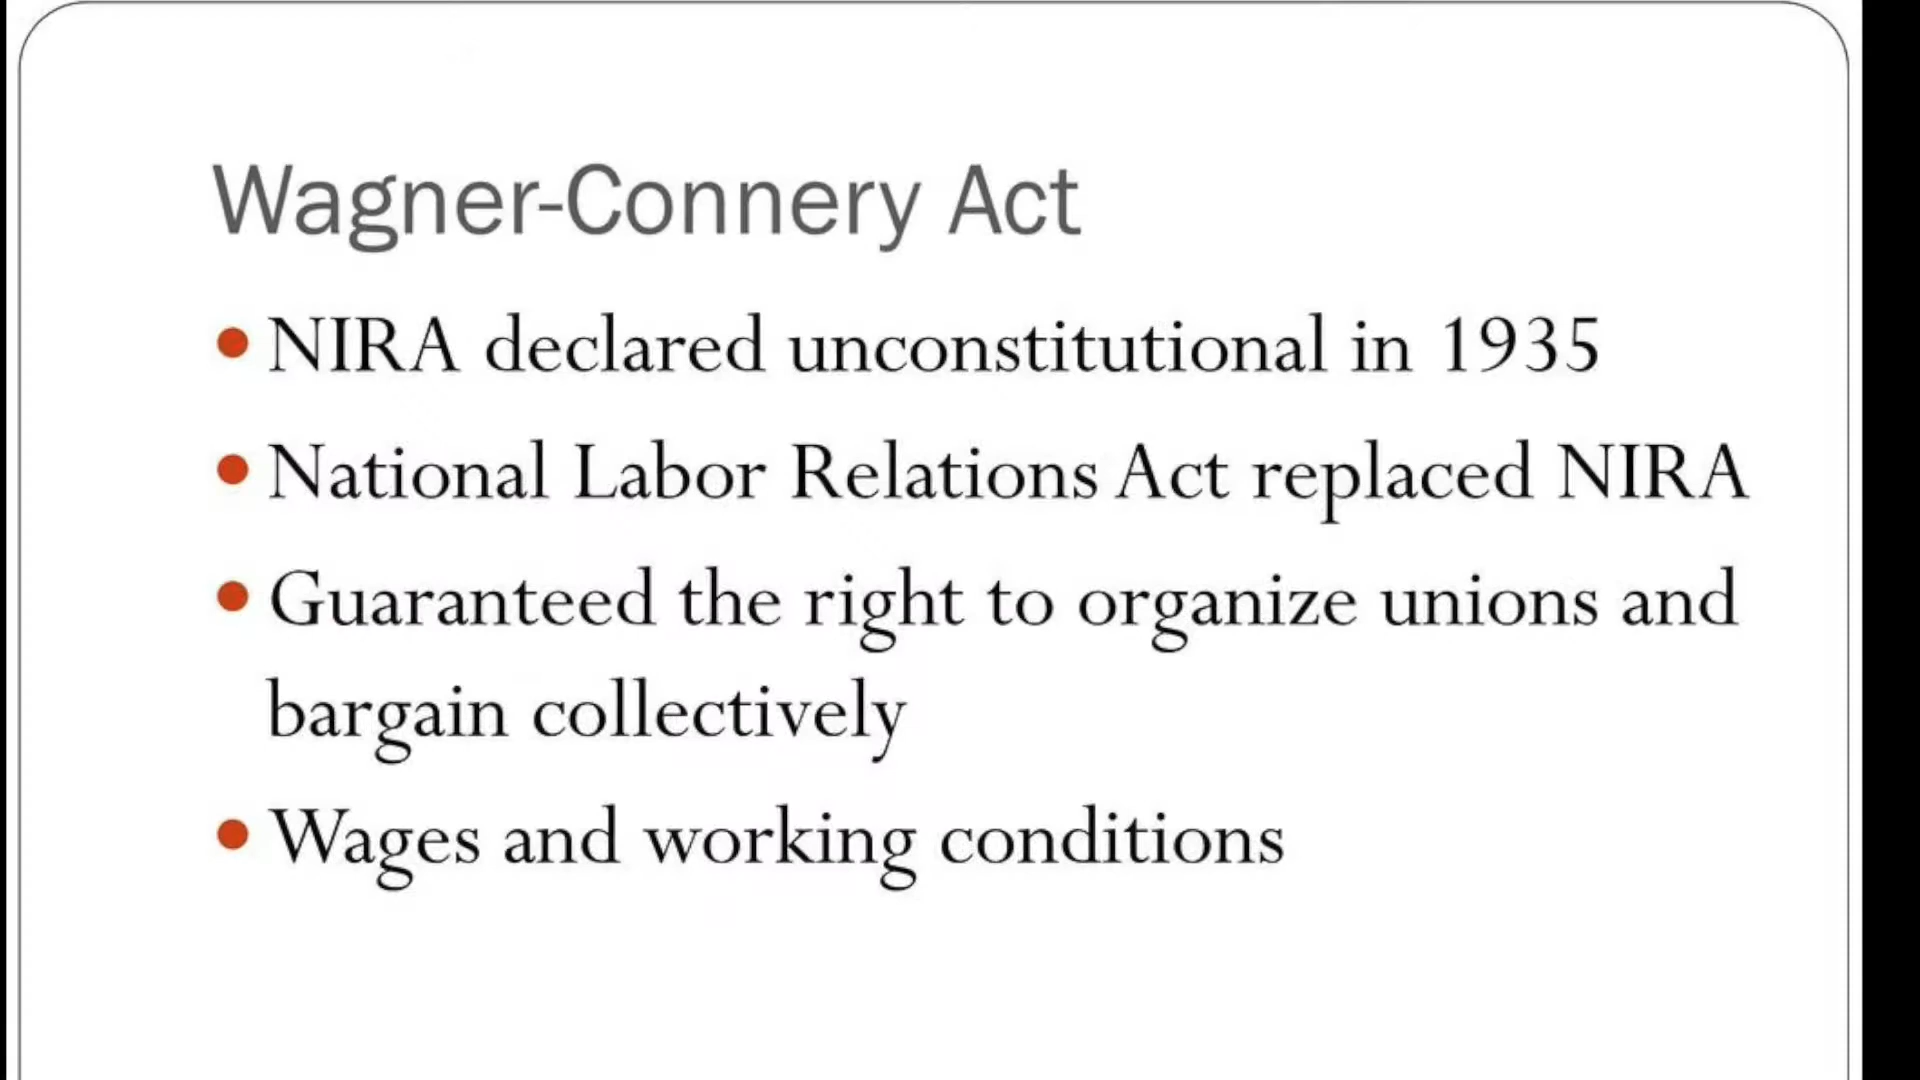 Wagner-Connery Act
• NIRA declared unconstitutional in 1935
• National Labor Relations Act replaced NIRA
• Guaranteed the right to organize unions and
bargain collectively
• Wages and working conditions